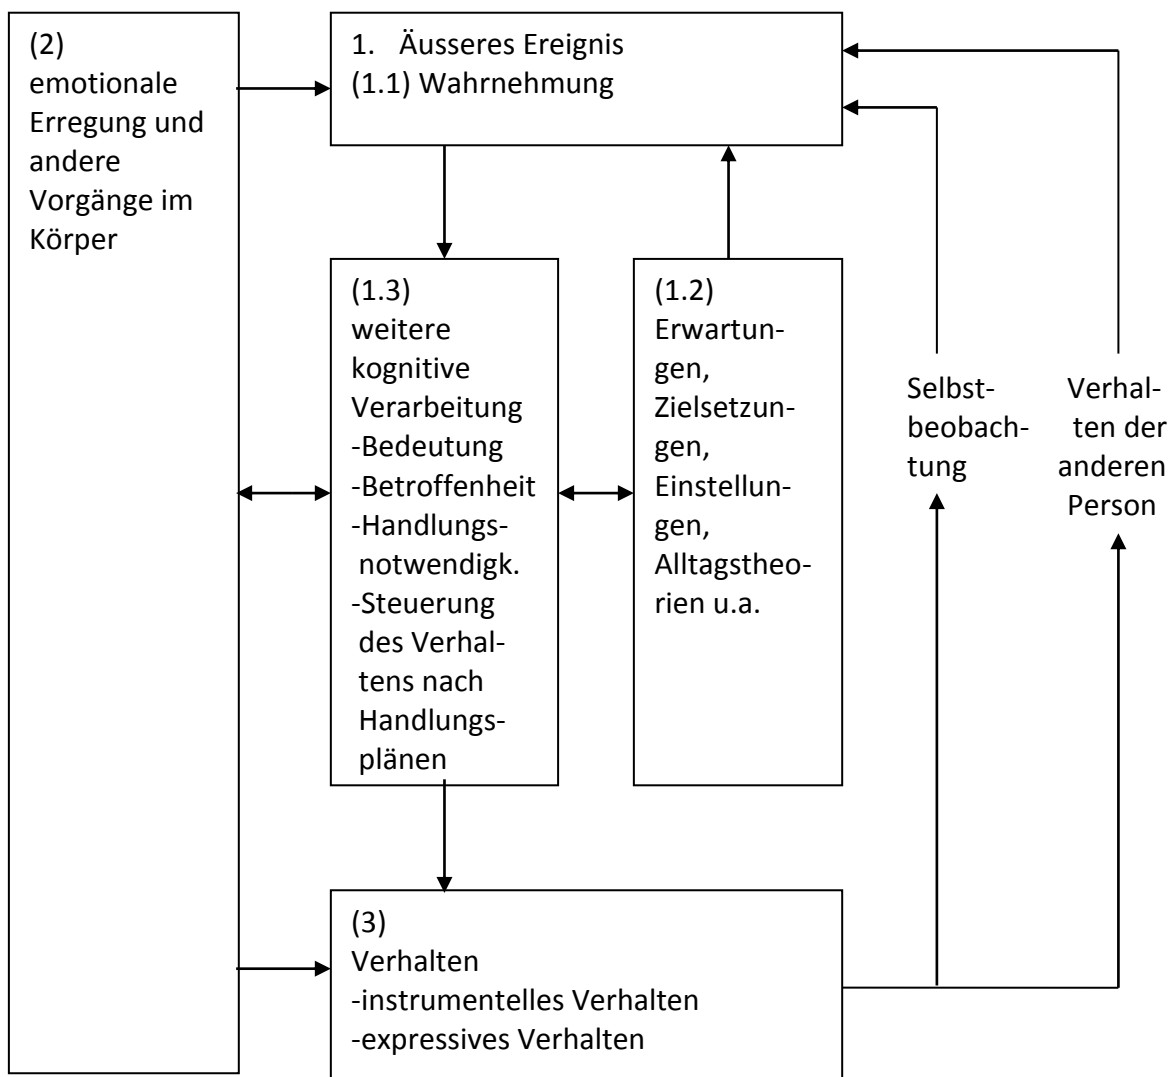 (2)
emotionale
Erregung und
andere
Vorgänge im
Körper
1. Äusseres Ereignis
(1.1) Wahrnehmung
(1.3)
weitere
kognitive
Verarbeitung
-Bedeutung
-Betroffenheit
-Handlungs-
notwendigk.
-Steuerung
des Verhal-
tens nach
Handlungs-
plänen
(1.2)
Erwartun-
gen,
Zielsetzun-
gen,
Einstellun-
gen,
Alltagstheo-
rien u.a.
Selbst-
beobach-
tung
Verhal-
ten der
anderen
Person
(3)
Verhalten
-instrumentelles Verhalten
-expressives Verhalten